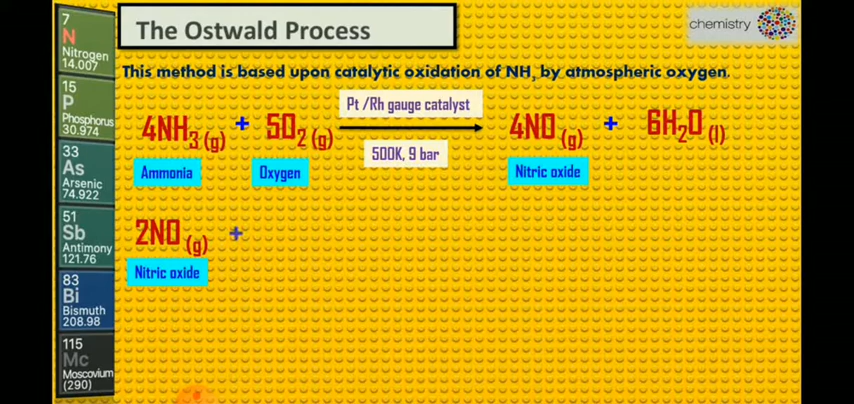 The Ostwald Process
chemistry
This method is based upon catalytic oxidation of NH₃ by atmospheric oxygen.
4NH₃ (g) + 5O₂ (g) 4NO (g) + 6H₂O (l)
Pt /Rh gauge catalyst
500K, 9 bar
Ammonia
Oxygen
Nitric oxide
2NO (g) +
Nitric oxide
7
N
Nitrogen
14.007
15
P
Phosphorus
30.974
33
As
Arsenic
74.922
51
Sb
Antimony
121.76
83
Bi
Bismuth
208.98
115
Mc
Moscovium
(290)